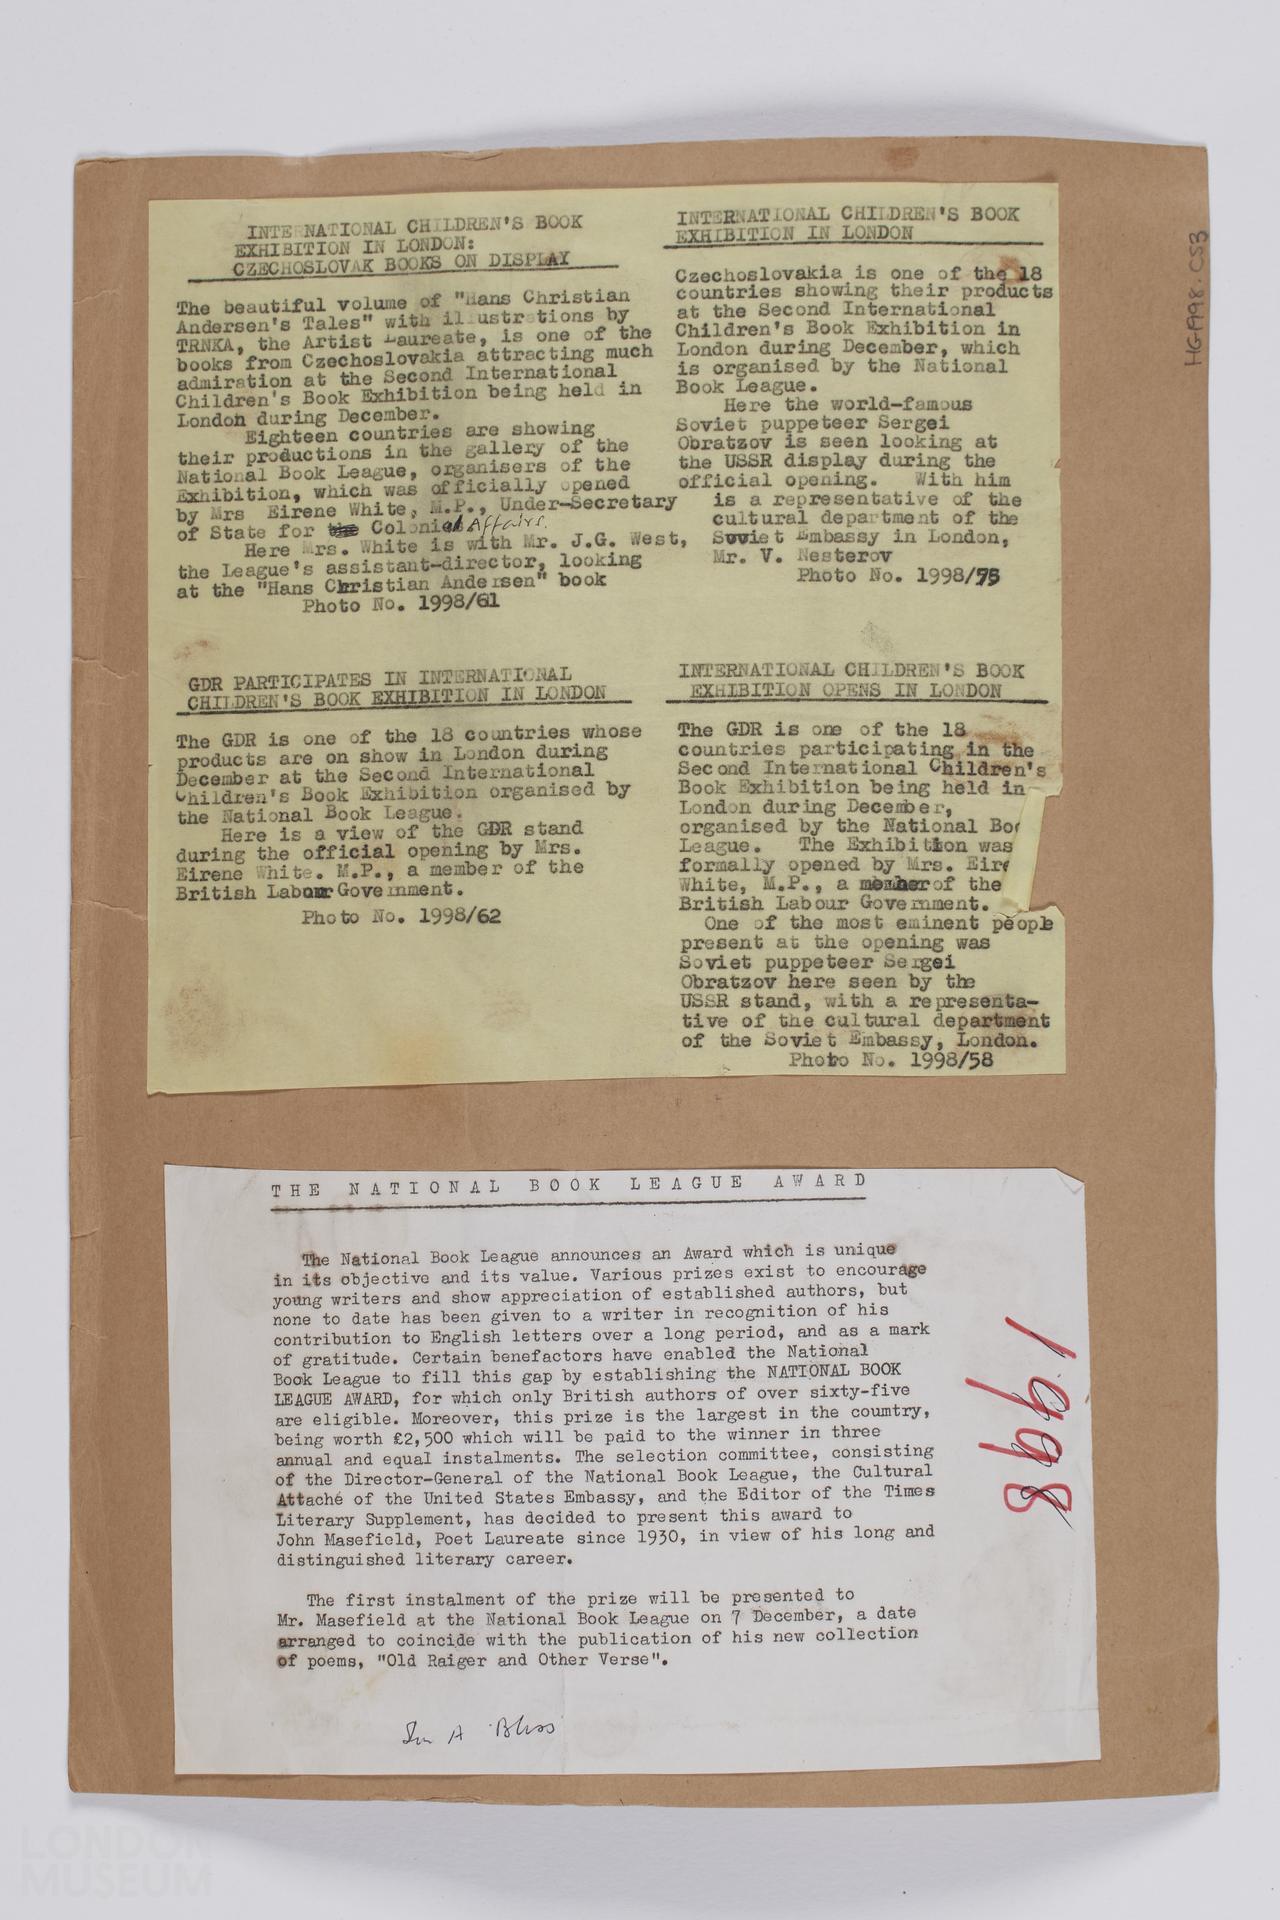 INTERNATIONAL CHILDREN'S BOOK
EXHIBITION IN LONDON:
CZECHOSLOVAK BOOKS ON DISPLAY
The beautiful volume of "Hans Christian
Andersen's Tales" with illustrations by
TRNKA, the Artist Laureate, is one of the
books from Czechoslovakia attracting much
admiration at the Second International
Children's Book Exhibition being held in
London during December.
Eighteen countries are showing
their productions in the gallery of the
National Book League, organisers of the
Exhibition, which was officially opened
by Mrs Eirene White, M.P., Under-Secretary
of State for the Colonial Affairs.
Here Mrs. White is with Mr. J.G. West,
the League's assistant-director, looking
at the "Hans Christian Andersen" book
Photo No. 1998/61
INTERNATIONAL CHILDREN'S BOOK
EXHIBITION IN LONDON
Czechoslovakia is one of the 18
countries showing their products
at the Second International
Children's Book Exhibition in
London during December, which
is organised by the National
Book League.
Here the world-famous
Soviet puppeteer Sergei
Obratzov is seen looking at
the USSR display during the
official opening. With him
is a representative of the
cultural department of the
Soviet Embassy in London,
Mr. V. Nesterov
Photo No. 1998/75
GDR PARTICIPATES IN INTERNATIONAL
CHILDREN'S BOOK EXHIBITION IN LONDON
The GDR is one of the 18 countries whose
products are on show in London during
December at the Second International
Children's Book Exhibition organised by
the National Book League.
Here is a view of the GDR stand
during the official opening by Mrs.
Eirene White. M.P., a member of the
British Labour Government.
Photo No. 1998/62
INTERNATIONAL CHILDREN'S BOOK
EXHIBITION OPENS IN LONDON
The GDR is one of the 18
countries participating in the
Second International Children's
Book Exhibition being held in
London during December,
organised by the National Boo
League. The Exhibition was
formally opened by Mrs. Eire
White, M.P., a member of the
British Labour Government.
One of the most eminent people
present at the opening was
Soviet puppeteer Sergei
Obratzov here seen by the
USSR stand, with a representa-
tive of the cultural department
of the Soviet Embassy, London.
Photo No. 1998/58
HGA98.CS3
THE NATIONAL BOOK LEAGUE AWARD
The National Book League announces an Award which is unique
in its objective and its value. Various prizes exist to encourage
young writers and show appreciation of established authors, but
none to date has been given to a writer in recognition of his
contribution to English letters over a long period, and as a mark
of gratitude. Certain benefactors have enabled the National
Book League to fill this gap by establishing the NATIONAL BOOK
LEAGUE AWARD, for which only British authors of over sixty-five
are eligible. Moreover, this prize is the largest in the country,
being worth £2,500 which will be paid to the winner in three
annual and equal instalments. The selection committee, consisting
of the Director-General of the National Book League, the Cultural
Attaché of the United States Embassy, and the Editor of the Times
Literary Supplement, has decided to present this award to
John Masefield, Poet Laureate since 1930, in view of his long and
distinguished literary career.
The first instalment of the prize will be presented to
Mr. Masefield at the National Book League on 7 December, a date
arranged to coincide with the publication of his new collection
of poems, "Old Raiger and Other Verse".
1998
A Bliss
LONDON
MUSEUM